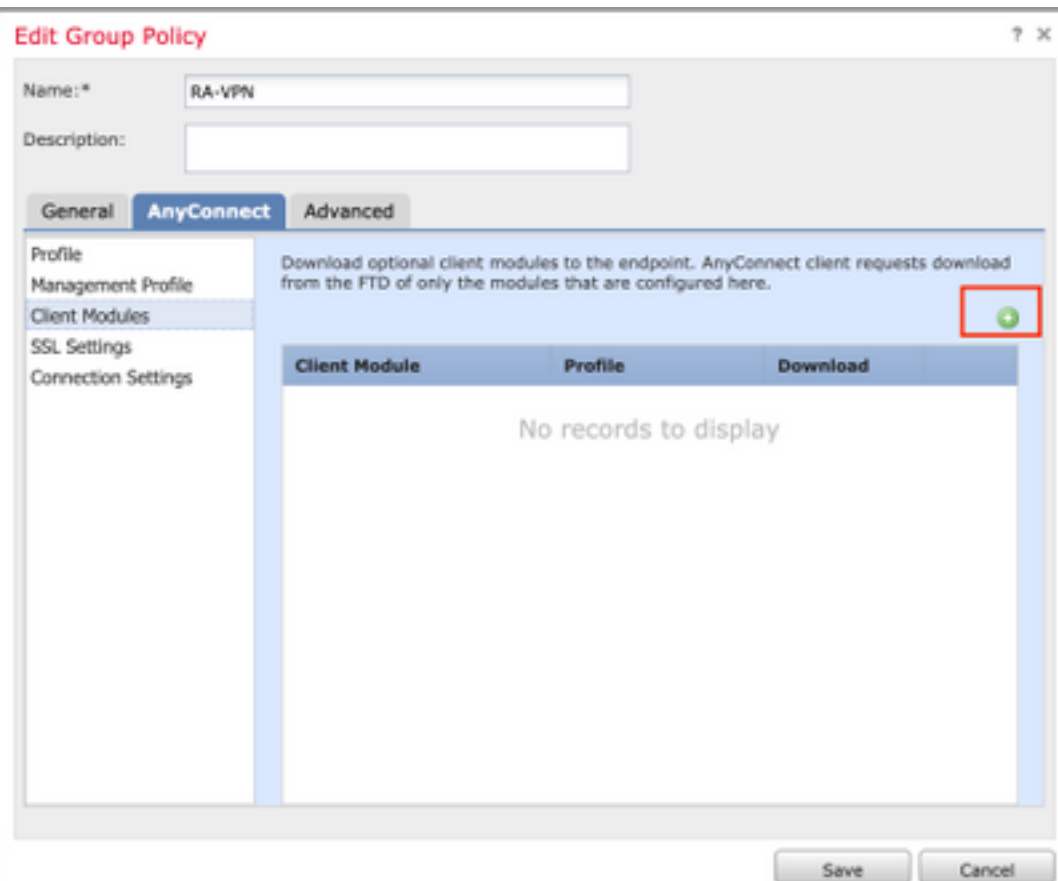 Edit Group Policy
? ×
Name:* RA-VPN
Description:
General AnyConnect Advanced
Profile
Management Profile
Client Modules
SSL Settings
Connection Settings
Download optional client modules to the endpoint. AnyConnect client requests download
from the FTD of only the modules that are configured here.
Client Module Profile Download
No records to display
Save Cancel